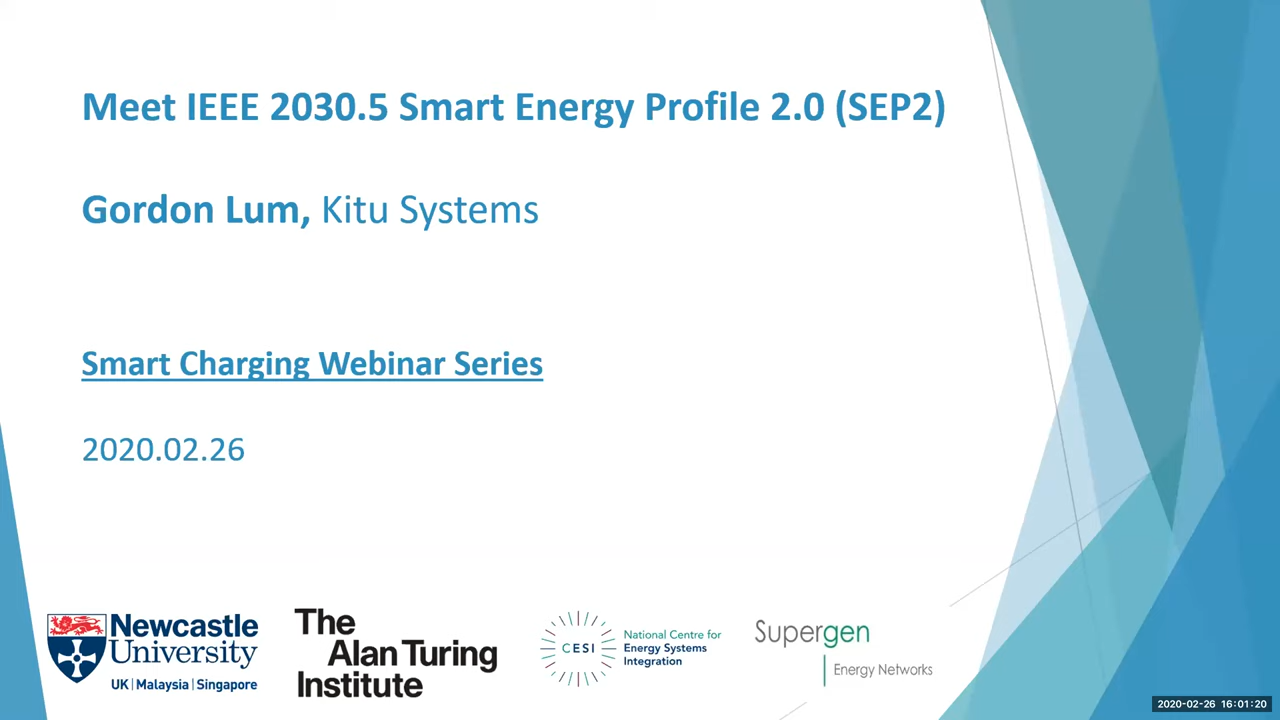 Meet IEEE 2030.5 Smart Energy Profile 2.0 (SEP2)
Gordon Lum, Kitu Systems
Smart Charging Webinar Series
2020.02.26
Newcastle
University
UK | Malaysia | Singapore
The
Alan Turing
Institute
CESI
National Centre for
Energy Systems
Integration
Supergen
Energy Networks
2020-02-26 16:01:20